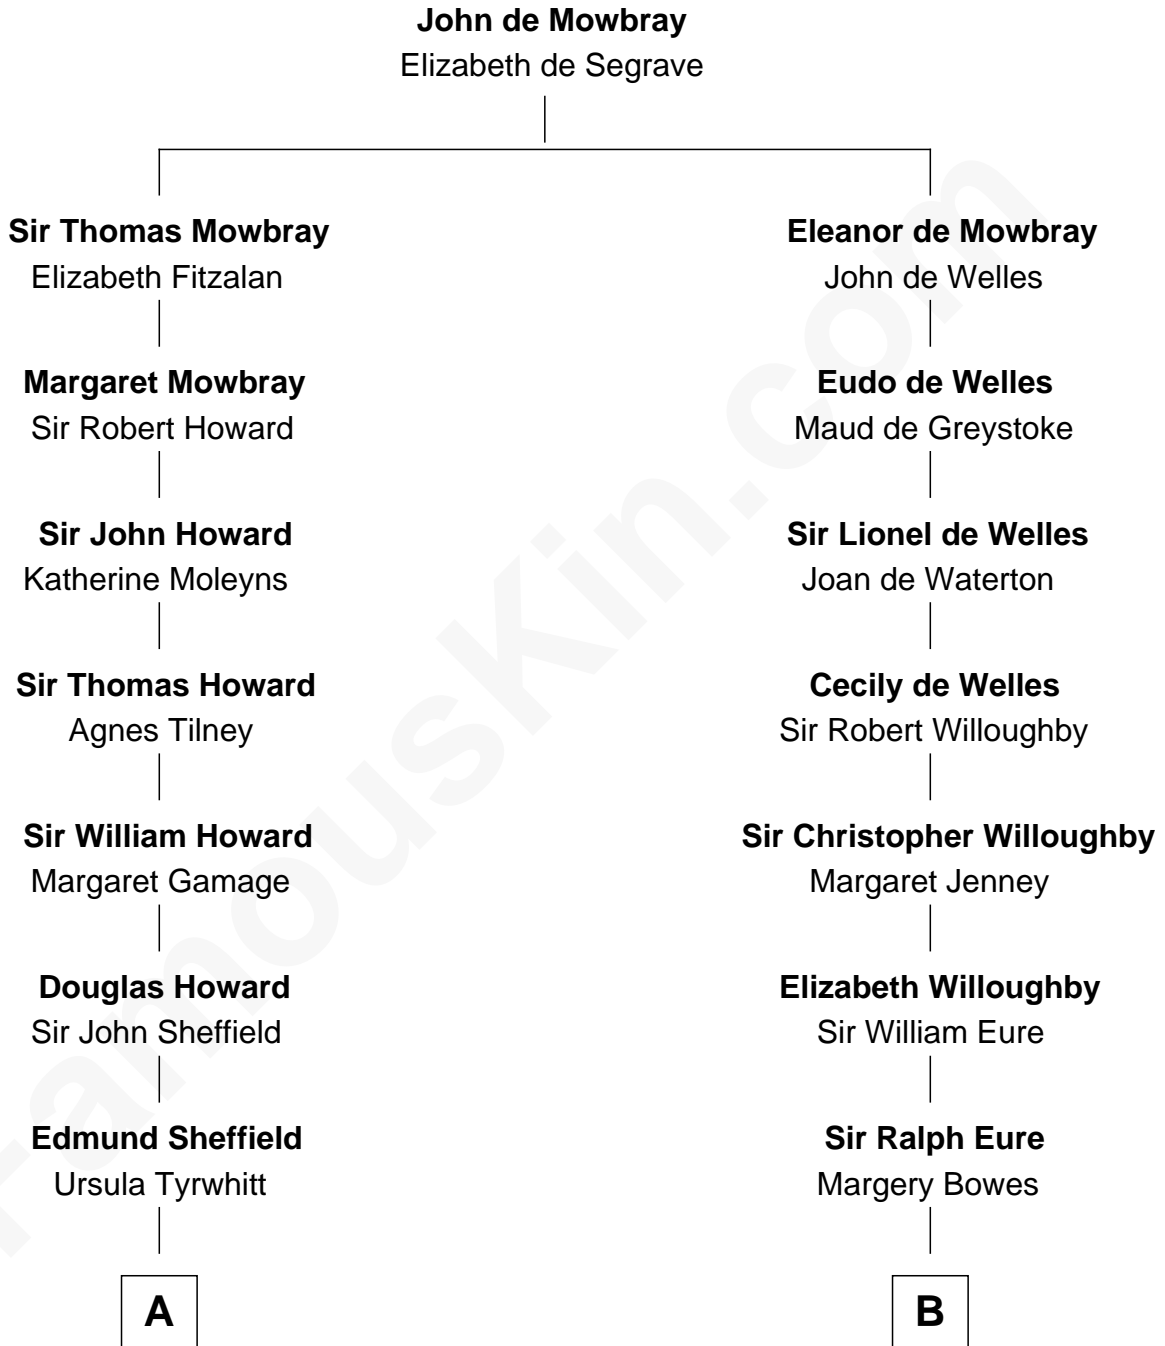 John de Mowbray
Elizabeth de Segrave
Sir Thomas Mowbray
Elizabeth Fitzalan
Eleanor de Mowbray
John de Welles
Margaret Mowbray
Sir Robert Howard
Eudo de Welles
Maud de Greystoke
Sir John Howard
Katherine Moleyns
Sir Lionel de Welles
Joan de Waterton
Sir Thomas Howard
Agnes Tilney
Cecily de Welles
Sir Robert Willoughby
Sir William Howard
Margaret Gamage
Sir Christopher Willoughby
Margaret Jenney
Douglas Howard
Sir John Sheffield
Elizabeth Willoughby
Sir William Eure
Edmund Sheffield
Ursula Tyrwhitt
Sir Ralph Eure
Margery Bowes
A
B
FamousKin.com